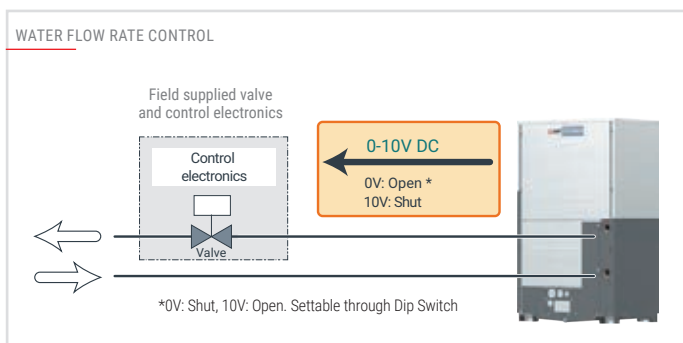 WATER FLOW RATE CONTROL
Field supplied valve
and control electronics
Control
electronics
0-10V DC
0V: Open *
10V: Shut
Valve
*0V: Shut, 10V: Open. Settable through Dip Switch